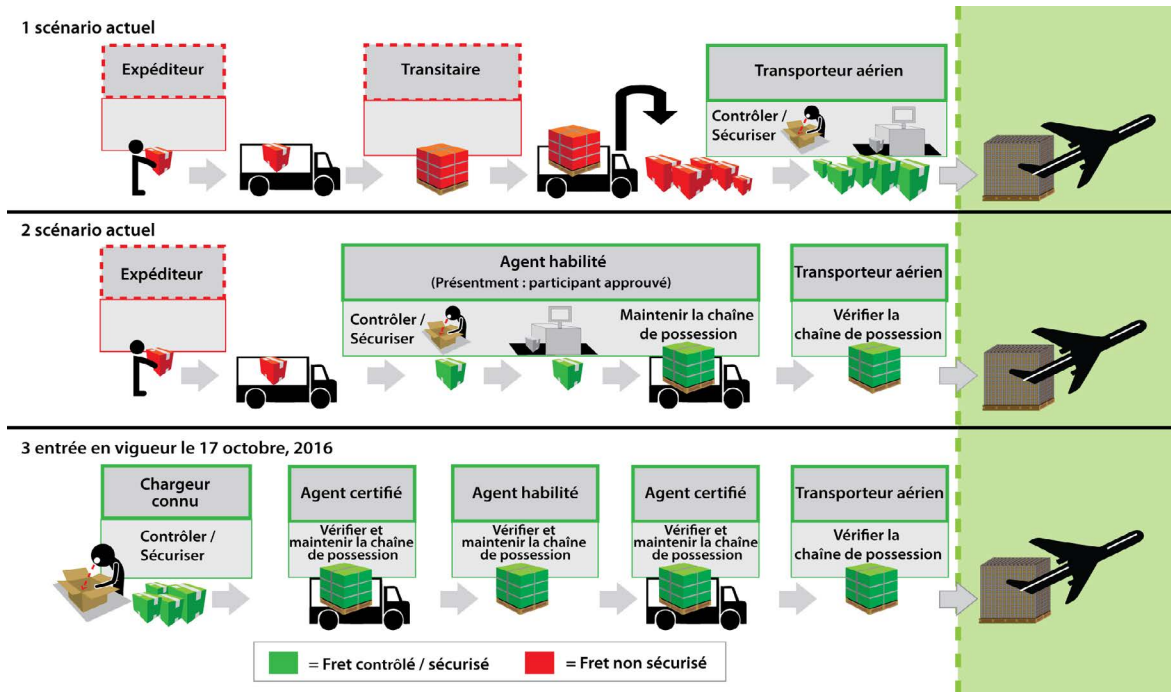 1 scénario actuel
Expéditeur
Transitaire
Transporteur aérien
Contrôler /
Sécuriser
2 scénario actuel
Expéditeur
Agent habilité
(Présentment : participant approuvé)
Contrôler /
Sécuriser
Maintenir la chaîne
de possession
Transporteur aérien
Vérifier la
chaîne de possession
3 entrée en vigueur le 17 octobre, 2016
Chargeur
connu
Contrôler /
Sécuriser
Agent certifié
Vérifier et
maintenir la chaîne
de possession
Agent habilité
Vérifier et
maintenir la chaîne
de possession
Agent certifié
Vérifier et
maintenir la chaîne
de possession
Transporteur aérien
Vérifier la
chaîne de possession
= Fret contrôlé / sécurisé
= Fret non sécurisé